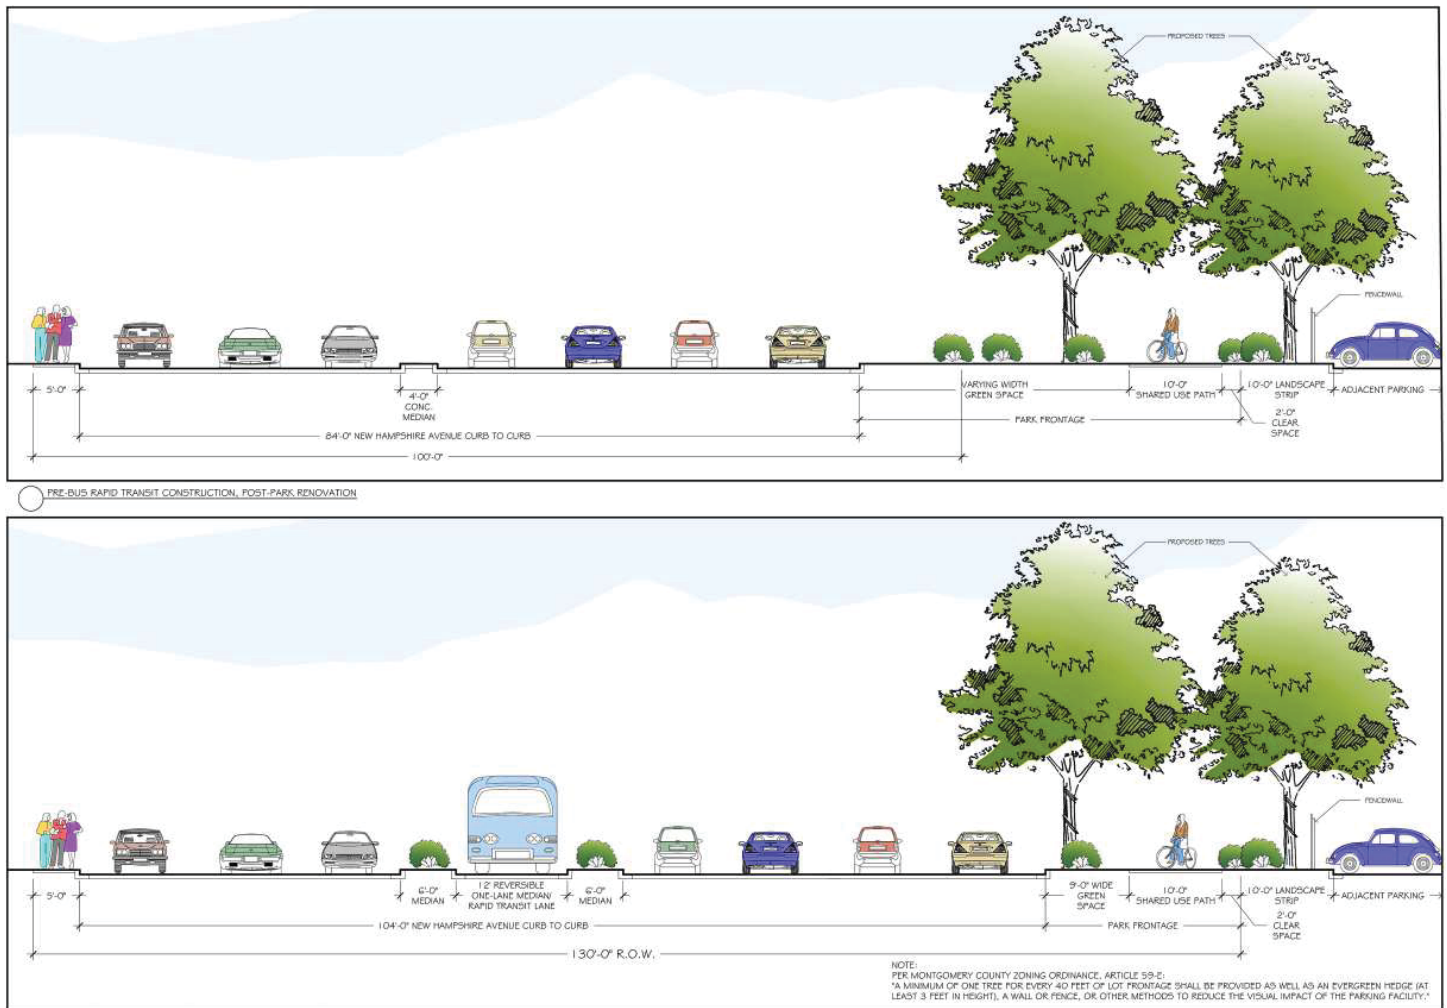 PROPOSED TREES
FENCEWALL
5'-0"
4'-0"
CONC.
MEDIAN
VARYING WIDTH
GREEN SPACE
10'-0"
SHARED USE PATH
10'-0" LANDSCAPE
STRIP
ADJACENT PARKING
2'-0"
CLEAR
SPACE
PARK FRONTAGE
84'-0" NEW HAMPSHIRE AVENUE CURB TO CURB
100'-0"
PRE-BUS RAPID TRANSIT CONSTRUCTION, POST-PARK RENOVATION
PROPOSED TREES
FENCEWALL
5'-0"
6'-0"
MEDIAN
12' REVERSIBLE
ONE-LANE MEDIAN/
RAPID TRANSIT LANE
6'-0"
MEDIAN
9'-0" WIDE
GREEN
SPACE
10'-0"
SHARED USE PATH
10'-0" LANDSCAPE
STRIP
ADJACENT PARKING
2'-0"
CLEAR
SPACE
104'-0" NEW HAMPSHIRE AVENUE CURB TO CURB
PARK FRONTAGE
130'-0" R.O.W.
NOTE:
PER MONTGOMERY COUNTY ZONING ORDINANCE, ARTICLE 59-E:
"A MINIMUM OF ONE TREE FOR EVERY 40 FEET OF LOT FRONTAGE SHALL BE PROVIDED AS WELL AS AN EVERGREEN HEDGE (AT
LEAST 3 FEET IN HEIGHT), A WALL OR FENCE, OR OTHER METHODS TO REDUCE THE VISUAL IMPACT OF THE PARKING FACILITY."